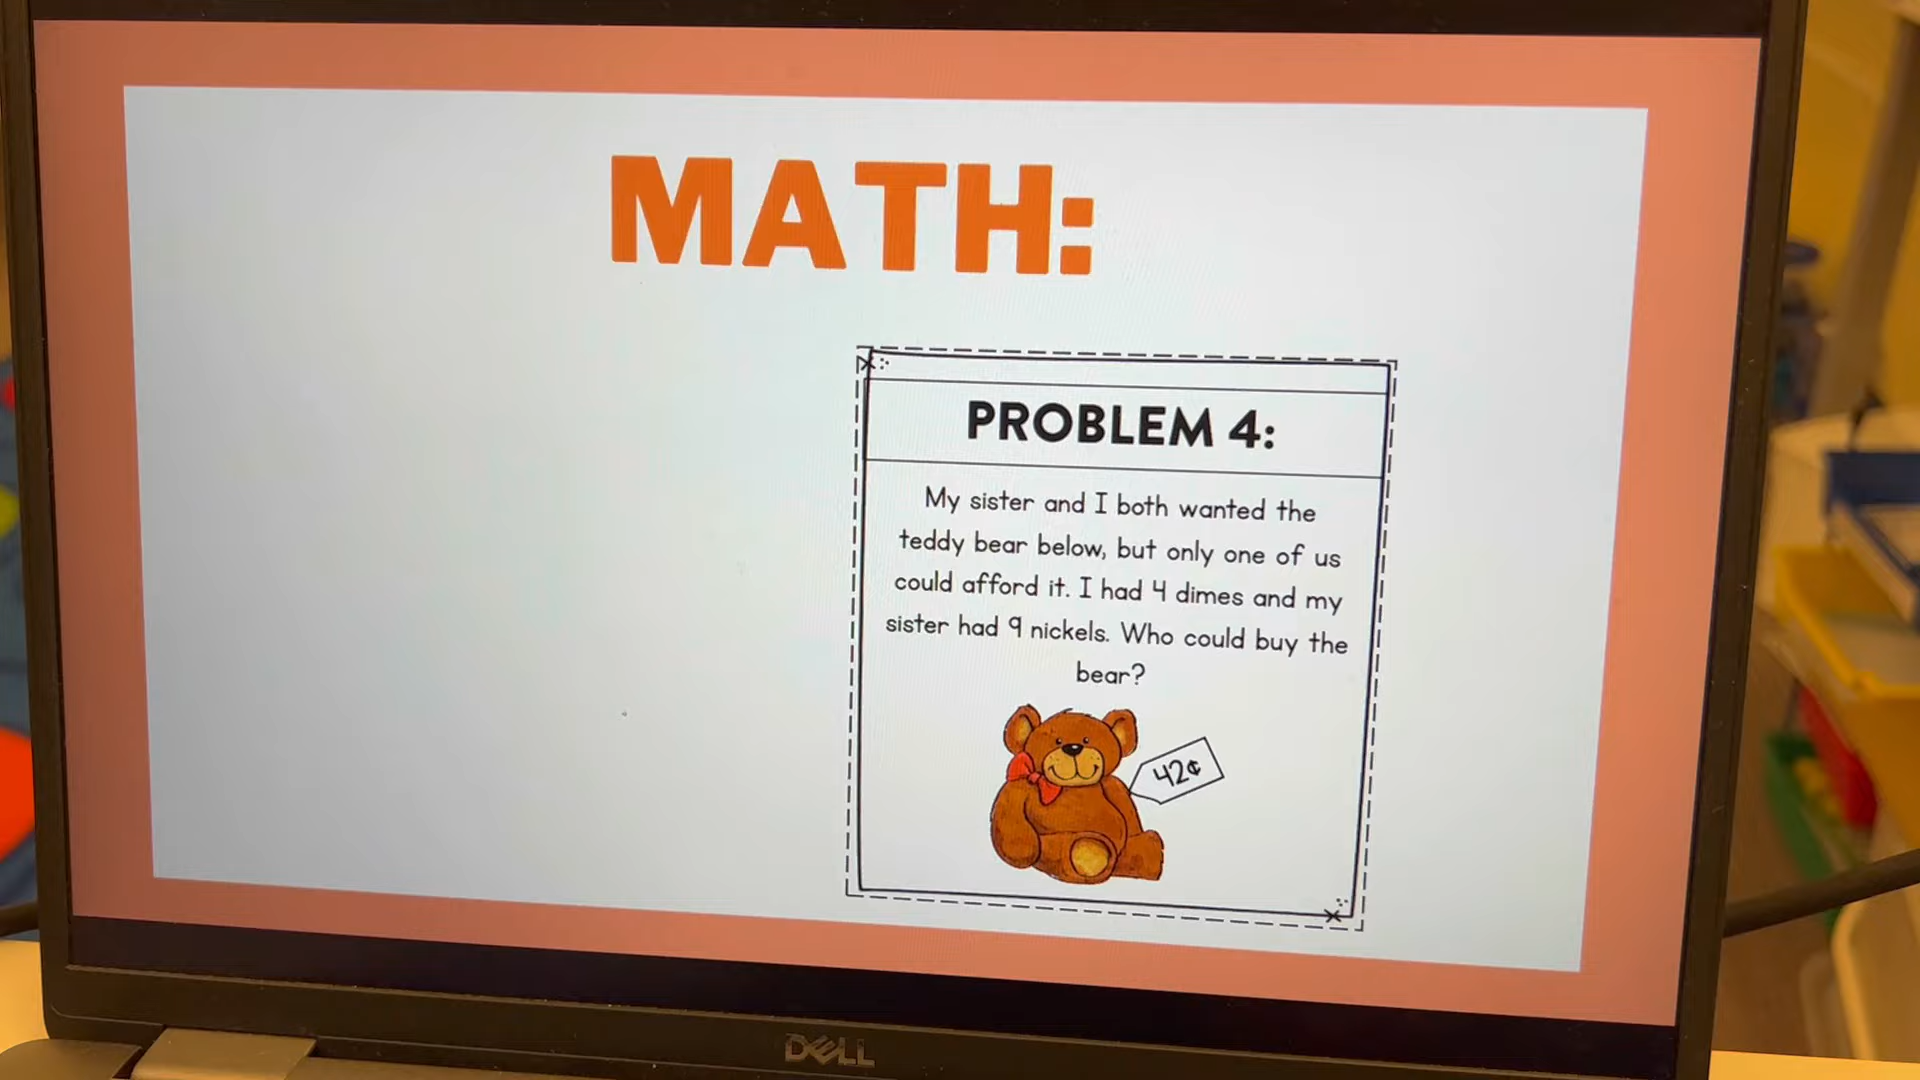 MATH:
PROBLEM 4:
My sister and I both wanted the
teddy bear below, but only one of us
could afford it. I had 4 dimes and my
sister had 9 nickels. Who could buy the
bear?
42¢
DELL